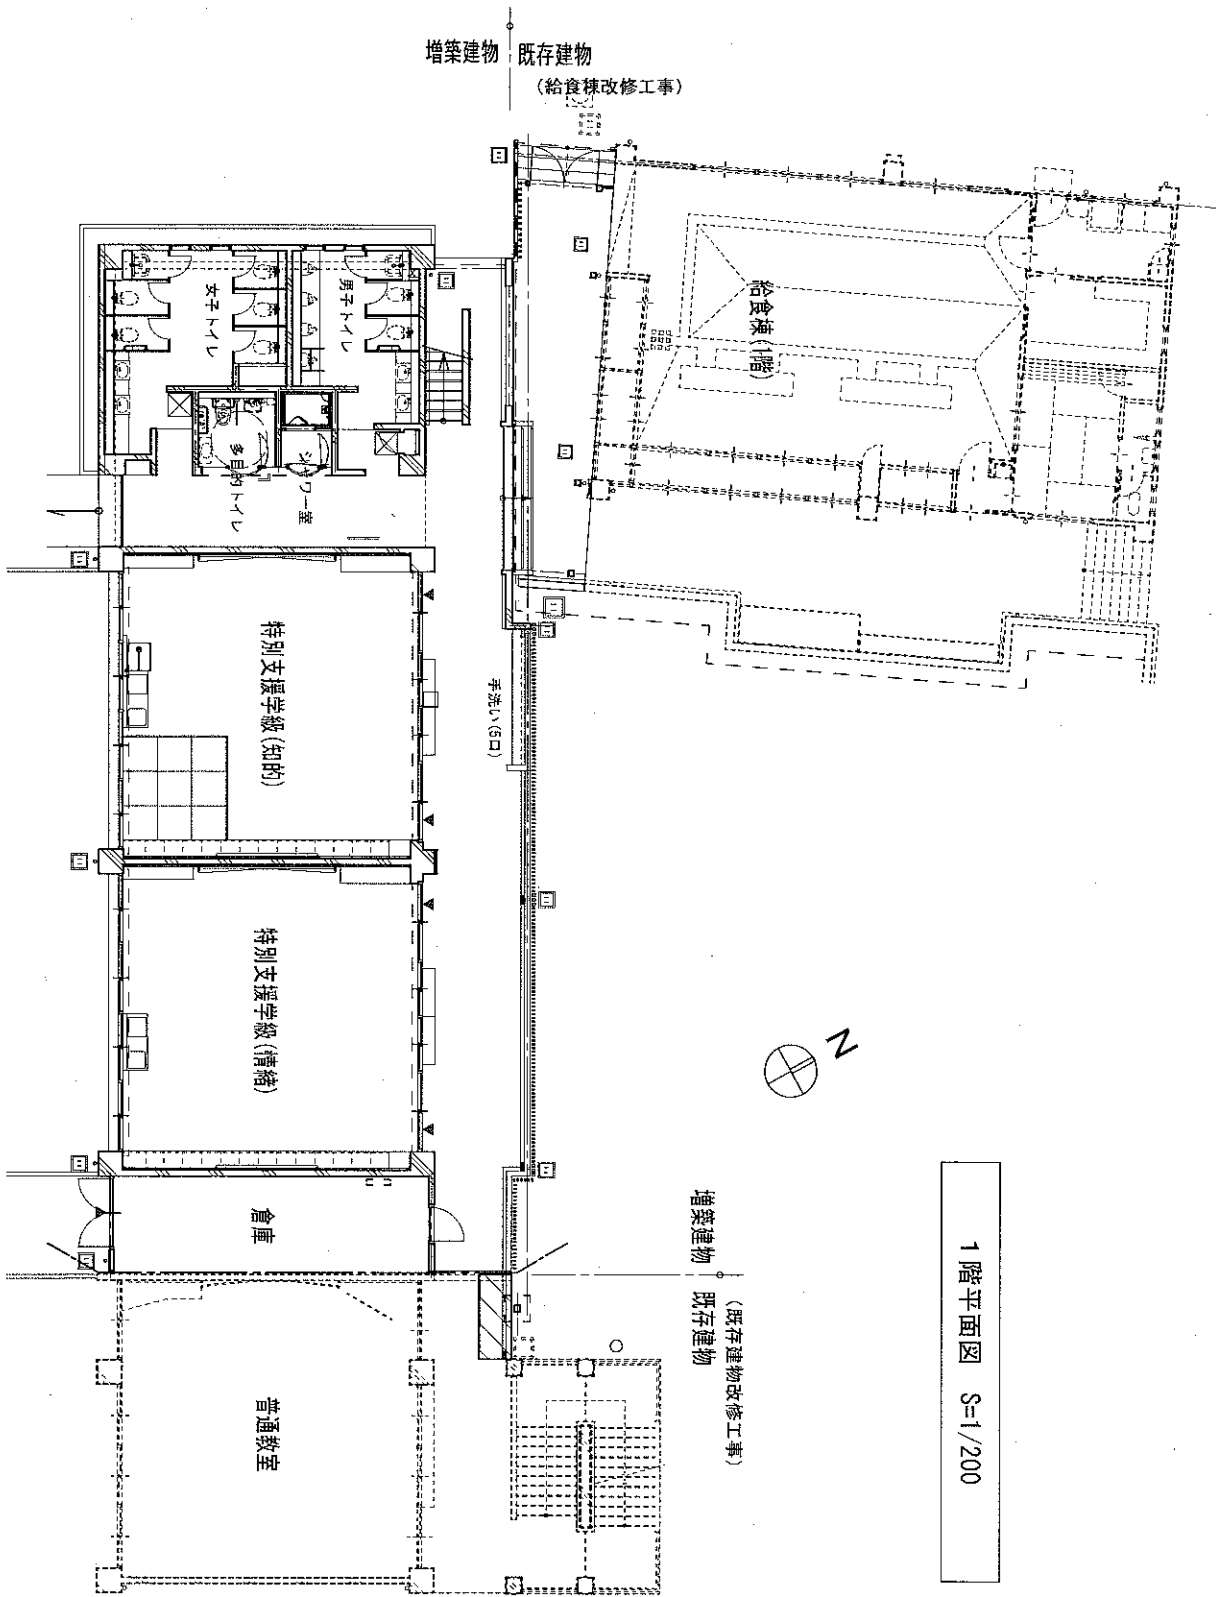 増築建物
既存建物
(給食棟改修工事)
給食棟(1階)
女子トイレ
男子トイレ
多目的トイレ
シャワー室
特別支援学級(知的)
手洗い(5口)
特別支援学級(情緒)
N
倉庫
増築建物
既存建物
(既存建物改修工事)
普通教室
1階平面図 S=1/200